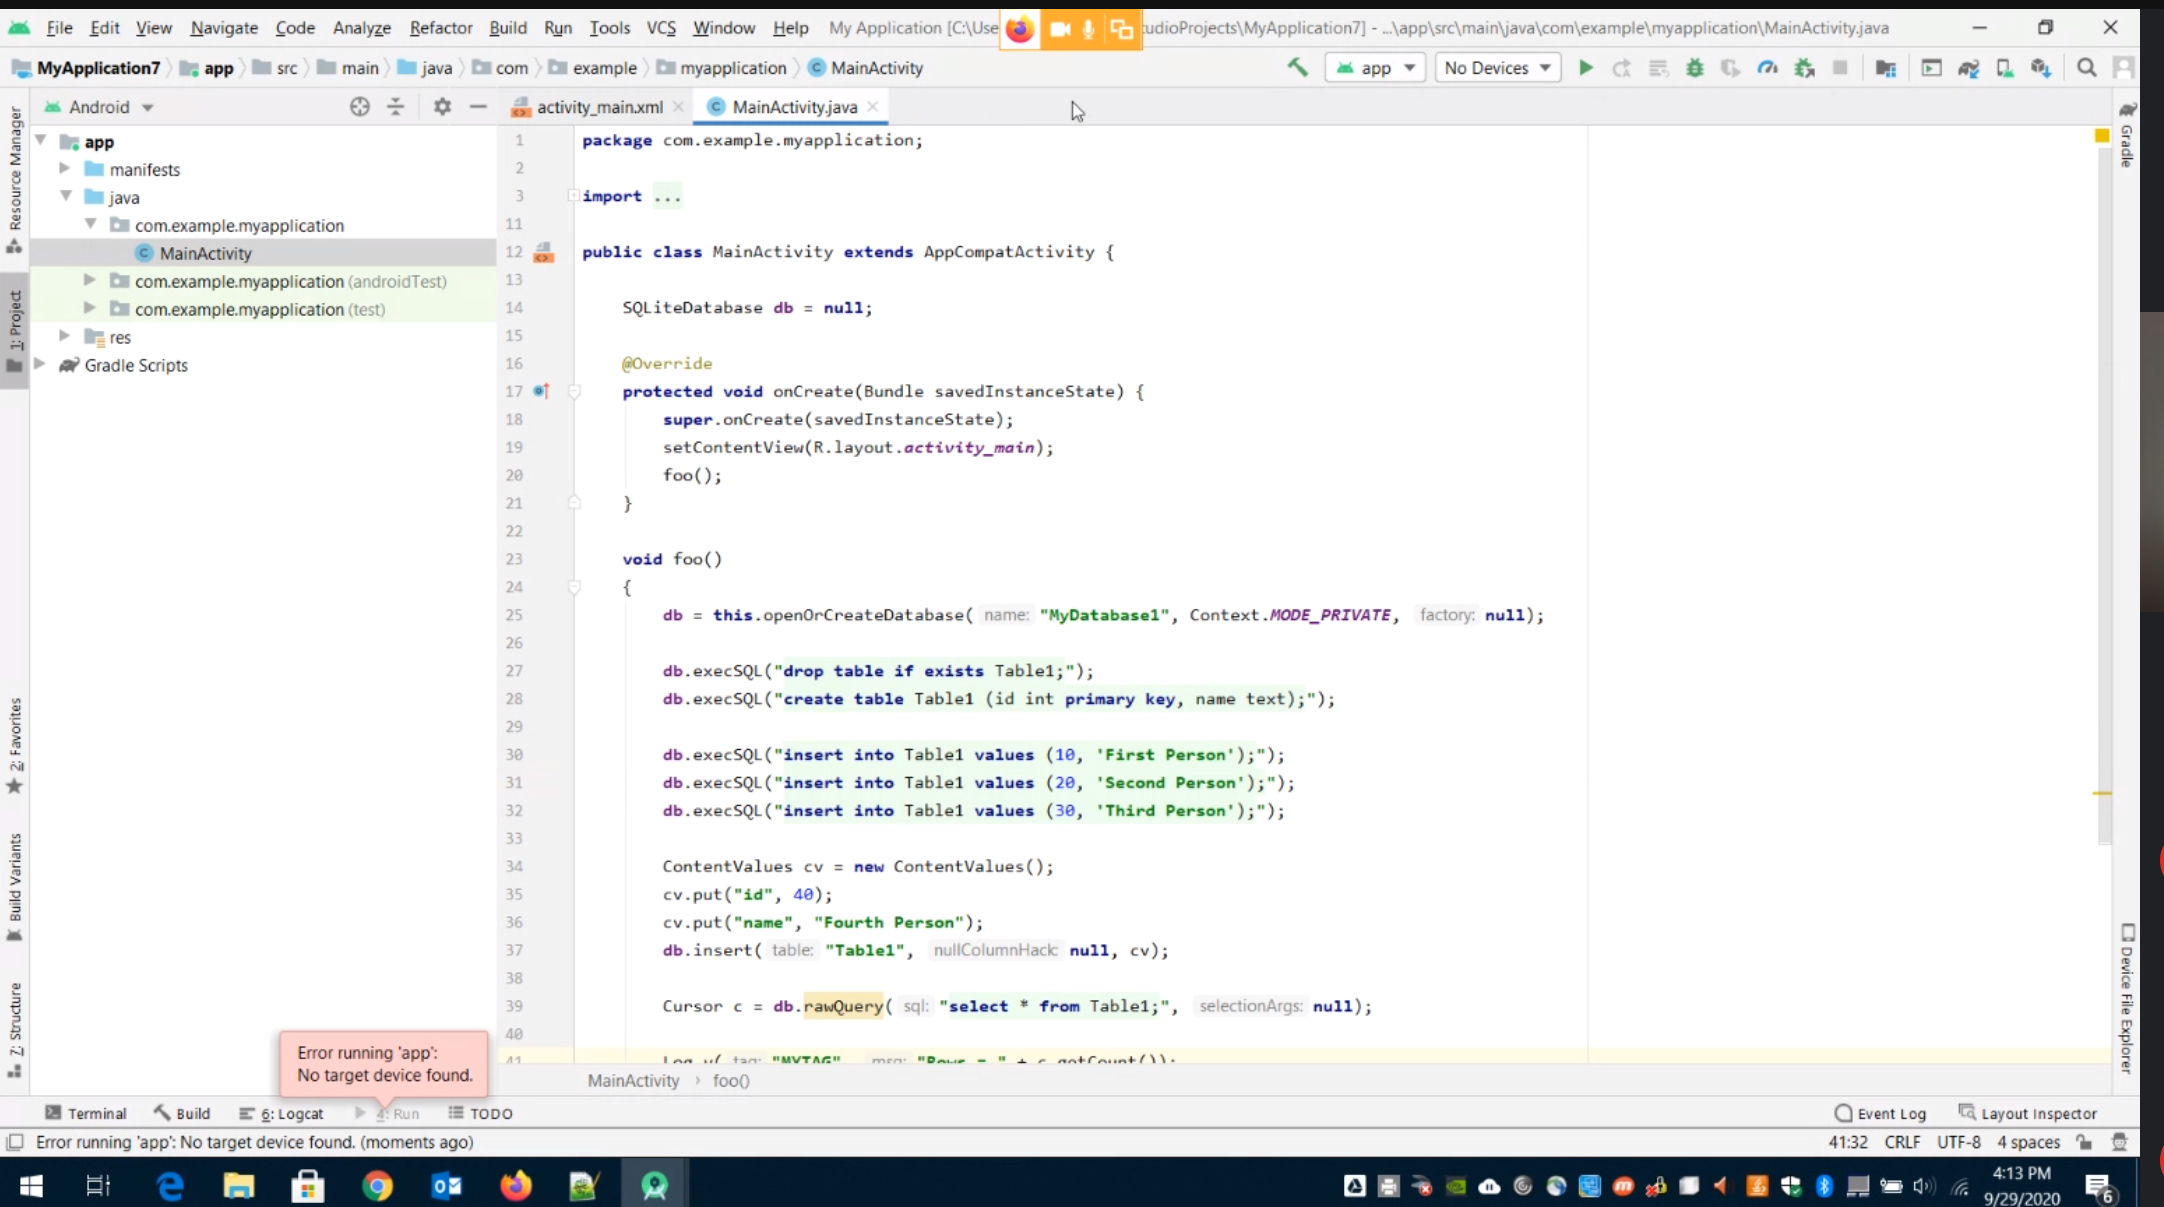 File Edit View Navigate Code Analyze Refactor Build Run Tools VCS Window Help My Application [C:\Use udioProjects\MyApplication7] - ...\app\src\main\java\com\example\myapplication\MainActivity.java
MyApplication7 app src main java com example myapplication MainActivity app No Devices
Android
activity_main.xml MainActivity.java
app
manifests
java
com.example.myapplication
MainActivity
com.example.myapplication (androidTest)
com.example.myapplication (test)
res
Gradle Scripts
Resource Manager
1: Project
2: Favorites
Build Variants
7: Structure
1 package com.example.myapplication;
2
3 import ...
11
12 public class MainActivity extends AppCompatActivity {
13
14 SQLiteDatabase db = null;
15
16 @Override
17 protected void onCreate(Bundle savedInstanceState) {
18 super.onCreate(savedInstanceState);
19 setContentView(R.layout.activity_main);
20 foo();
21 }
22
23 void foo()
24 {
25 db = this.openOrCreateDatabase( name: "MyDatabase1", Context.MODE_PRIVATE, factory: null);
26
27 db.execSQL("drop table if exists Table1;");
28 db.execSQL("create table Table1 (id int primary key, name text);");
29
30 db.execSQL("insert into Table1 values (10, 'First Person');");
31 db.execSQL("insert into Table1 values (20, 'Second Person');");
32 db.execSQL("insert into Table1 values (30, 'Third Person');");
33
34 ContentValues cv = new ContentValues();
35 cv.put("id", 40);
36 cv.put("name", "Fourth Person");
37 db.insert( table: "Table1", nullColumnHack: null, cv);
38
39 Cursor c = db.rawQuery( sql: "select * from Table1;", selectionArgs: null);
40
41 Log.v( tag: "MYTAG", msg: "Rows = " + c.getCount());
MainActivity › foo()
Gradle
Device File Explorer
Error running 'app':
No target device found.
Terminal Build 6: Logcat 4: Run TODO Event Log Layout Inspector
Error running 'app': No target device found. (moments ago) 41:32 CRLF UTF-8 4 spaces
4:13 PM
9/29/2020
6